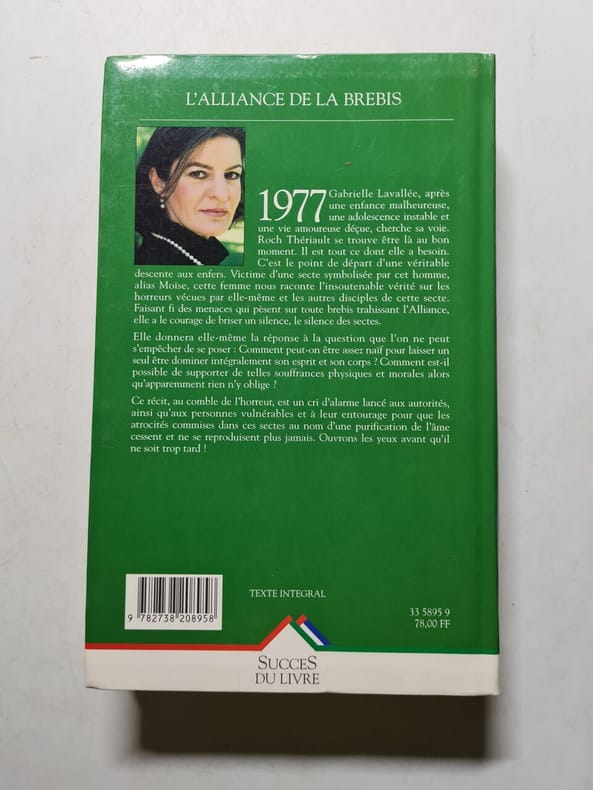 L'ALLIANCE DE LA BREBIS
1977 Gabrielle Lavallée, après
une enfance malheureuse,
une adolescence instable et
une vie amoureuse déçue, cherche sa voie.
Roch Thériault se trouve être là au bon
moment. Il est tout ce dont elle a besoin.
C'est le point de départ d'une véritable
descente aux enfers. Victime d'une secte symbolisée par cet homme,
alias Moïse, cette femme nous raconte l'insoutenable vérité sur les
horreurs vécues par elle-même et les autres disciples de cette secte.
Faisant fi des menaces qui pèsent sur toute brebis trahissant l'Alliance,
elle a le courage de briser un silence, le silence des sectes.
Elle donnera elle-même la réponse à la question que l'on ne peut
s'empêcher de se poser : Comment peut-on être assez naïf pour laisser un
seul être dominer intégralement son esprit et son corps ? Comment est-il
possible de supporter de telles souffrances physiques et morales alors
qu'apparemment rien n'y oblige ?
Ce récit, au comble de l'horreur, est un cri d'alarme lancé aux autorités,
ainsi qu'aux personnes vulnérables et à leur entourage pour que les
atrocités commises dans ces sectes au nom d'une purification de l'âme
cessent et ne se reproduisent plus jamais. Ouvrons les yeux avant qu'il
ne soit trop tard !
TEXTE INTEGRAL
33 5895 9
78,00 FF
9 782738 208958
SUCCES
DU LIVRE